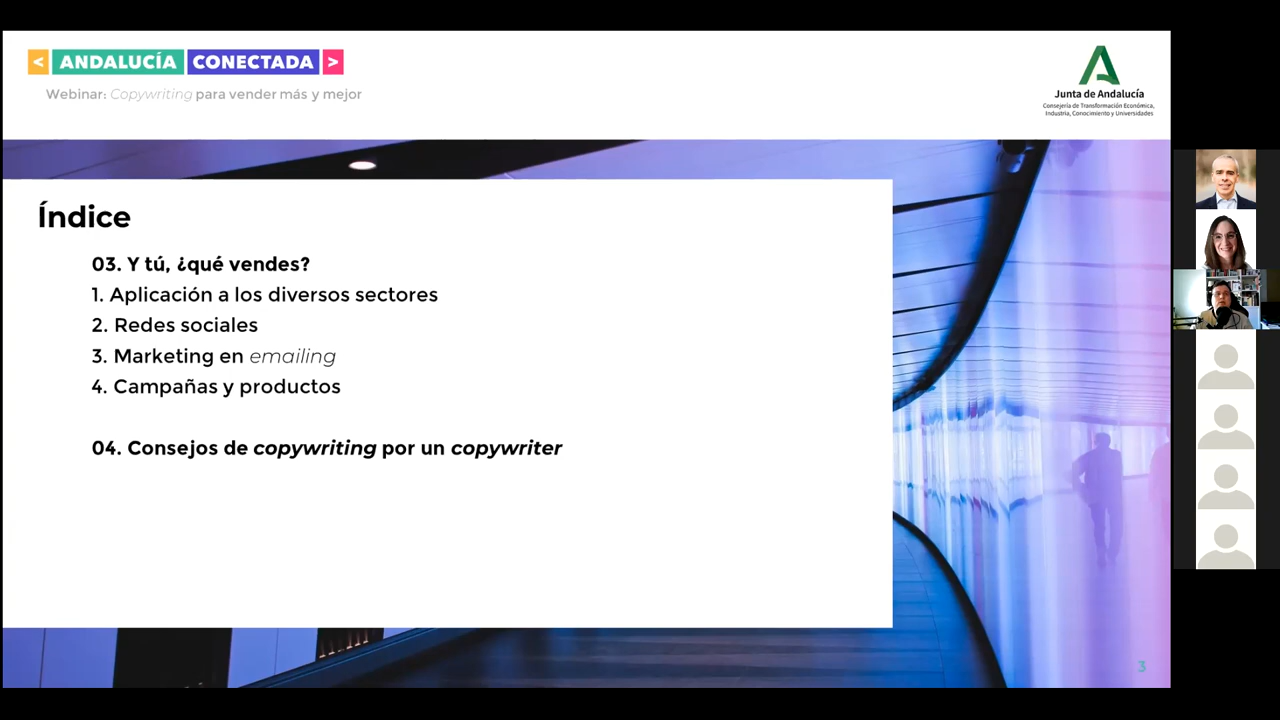 < ANDALUCÍA CONECTADA >
Webinar: Copywriting para vender más y mejor
Junta de Andalucía
Consejería de Transformación Económica,
Industria, Conocimiento y Universidades
Índice
03. Y tú, ¿qué vendes?
1. Aplicación a los diversos sectores
2. Redes sociales
3. Marketing en emailing
4. Campañas y productos
04. Consejos de copywriting por un copywriter
3